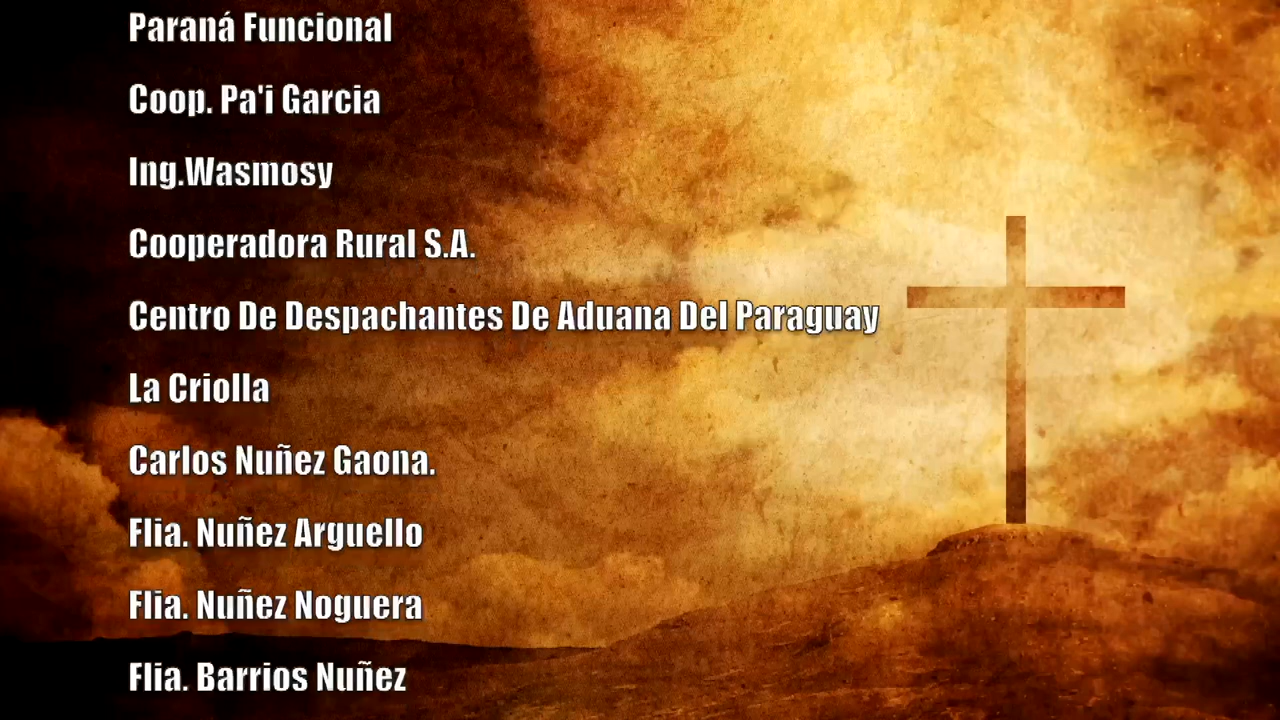 Paraná Funcional
Coop. Pa'i Garcia
Ing.Wasmosy
Cooperadora Rural S.A.
Centro De Despachantes De Aduana Del Paraguay
La Criolla
Carlos Nuñez Gaona.
Flia. Nuñez Arguello
Flia. Nuñez Noguera
Flia. Barrios Nuñez